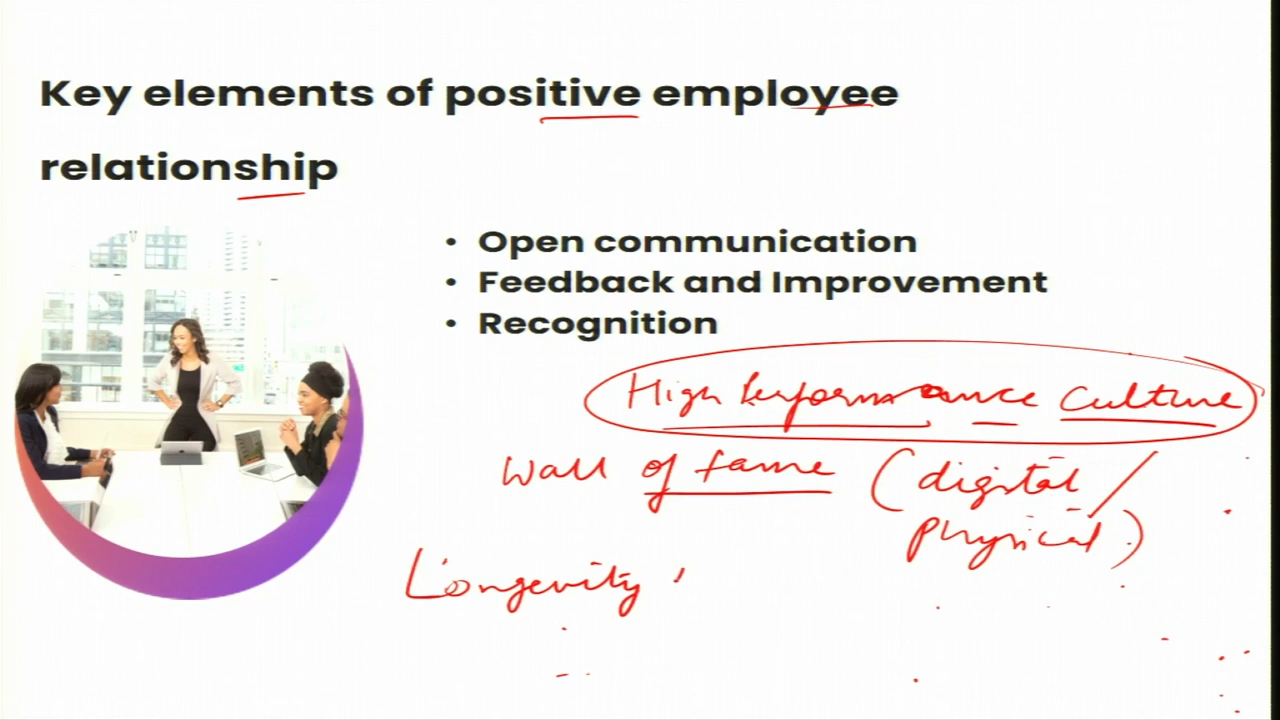 Key elements of positive employee
relationship
• Open communication
• Feedback and Improvement
• Recognition
High Performance Culture
Wall of fame (digital /
physical)
Longevity